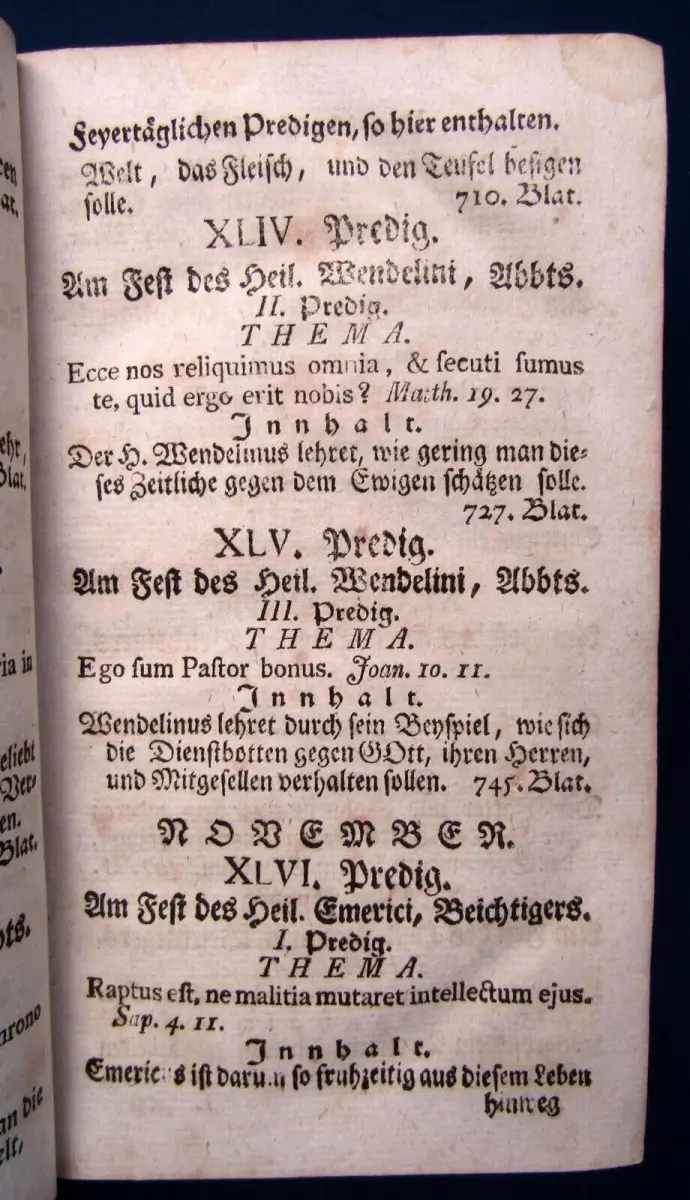 Feyertäglichen Predigen, so hier enthalten.
Welt, das Fleisch, und den Teufel besigen
solle. 710. Blat.
XLIV. Predig.
Am Fest des Heil. Wendelini, Abbts.
II. Predig.
THEMA.
Ecce nos reliquimus omnia, & secuti sumus
te, quid ergo erit nobis? Matth. 19. 27.
Innhalt.
Der H. Wendelinus lehret, wie gering man die-
ses Zeitliche gegen dem Ewigen schätzen solle.
727. Blat.
XLV. Predig.
Am Fest des Heil. Wendelini, Abbts.
III. Predig.
THEMA.
Ego sum Pastor bonus. Joan. 10. 11.
Innhalt.
Wendelinus lehret durch sein Beyspiel, wie sich
die Dienstbotten gegen GOtt, ihren Herren,
und Mitgesellen verhalten sollen. 745. Blat.
NOVEMBER.
XLVI. Predig.
Am Fest des Heil. Emerici, Beichtigers.
I. Predig.
THEMA.
Raptus est, ne malitia mutaret intellectum ejus.
Sap. 4. 11.
Innhalt.
Emericus ist darum so fruhzeitig aus diesem Leben
hinweg